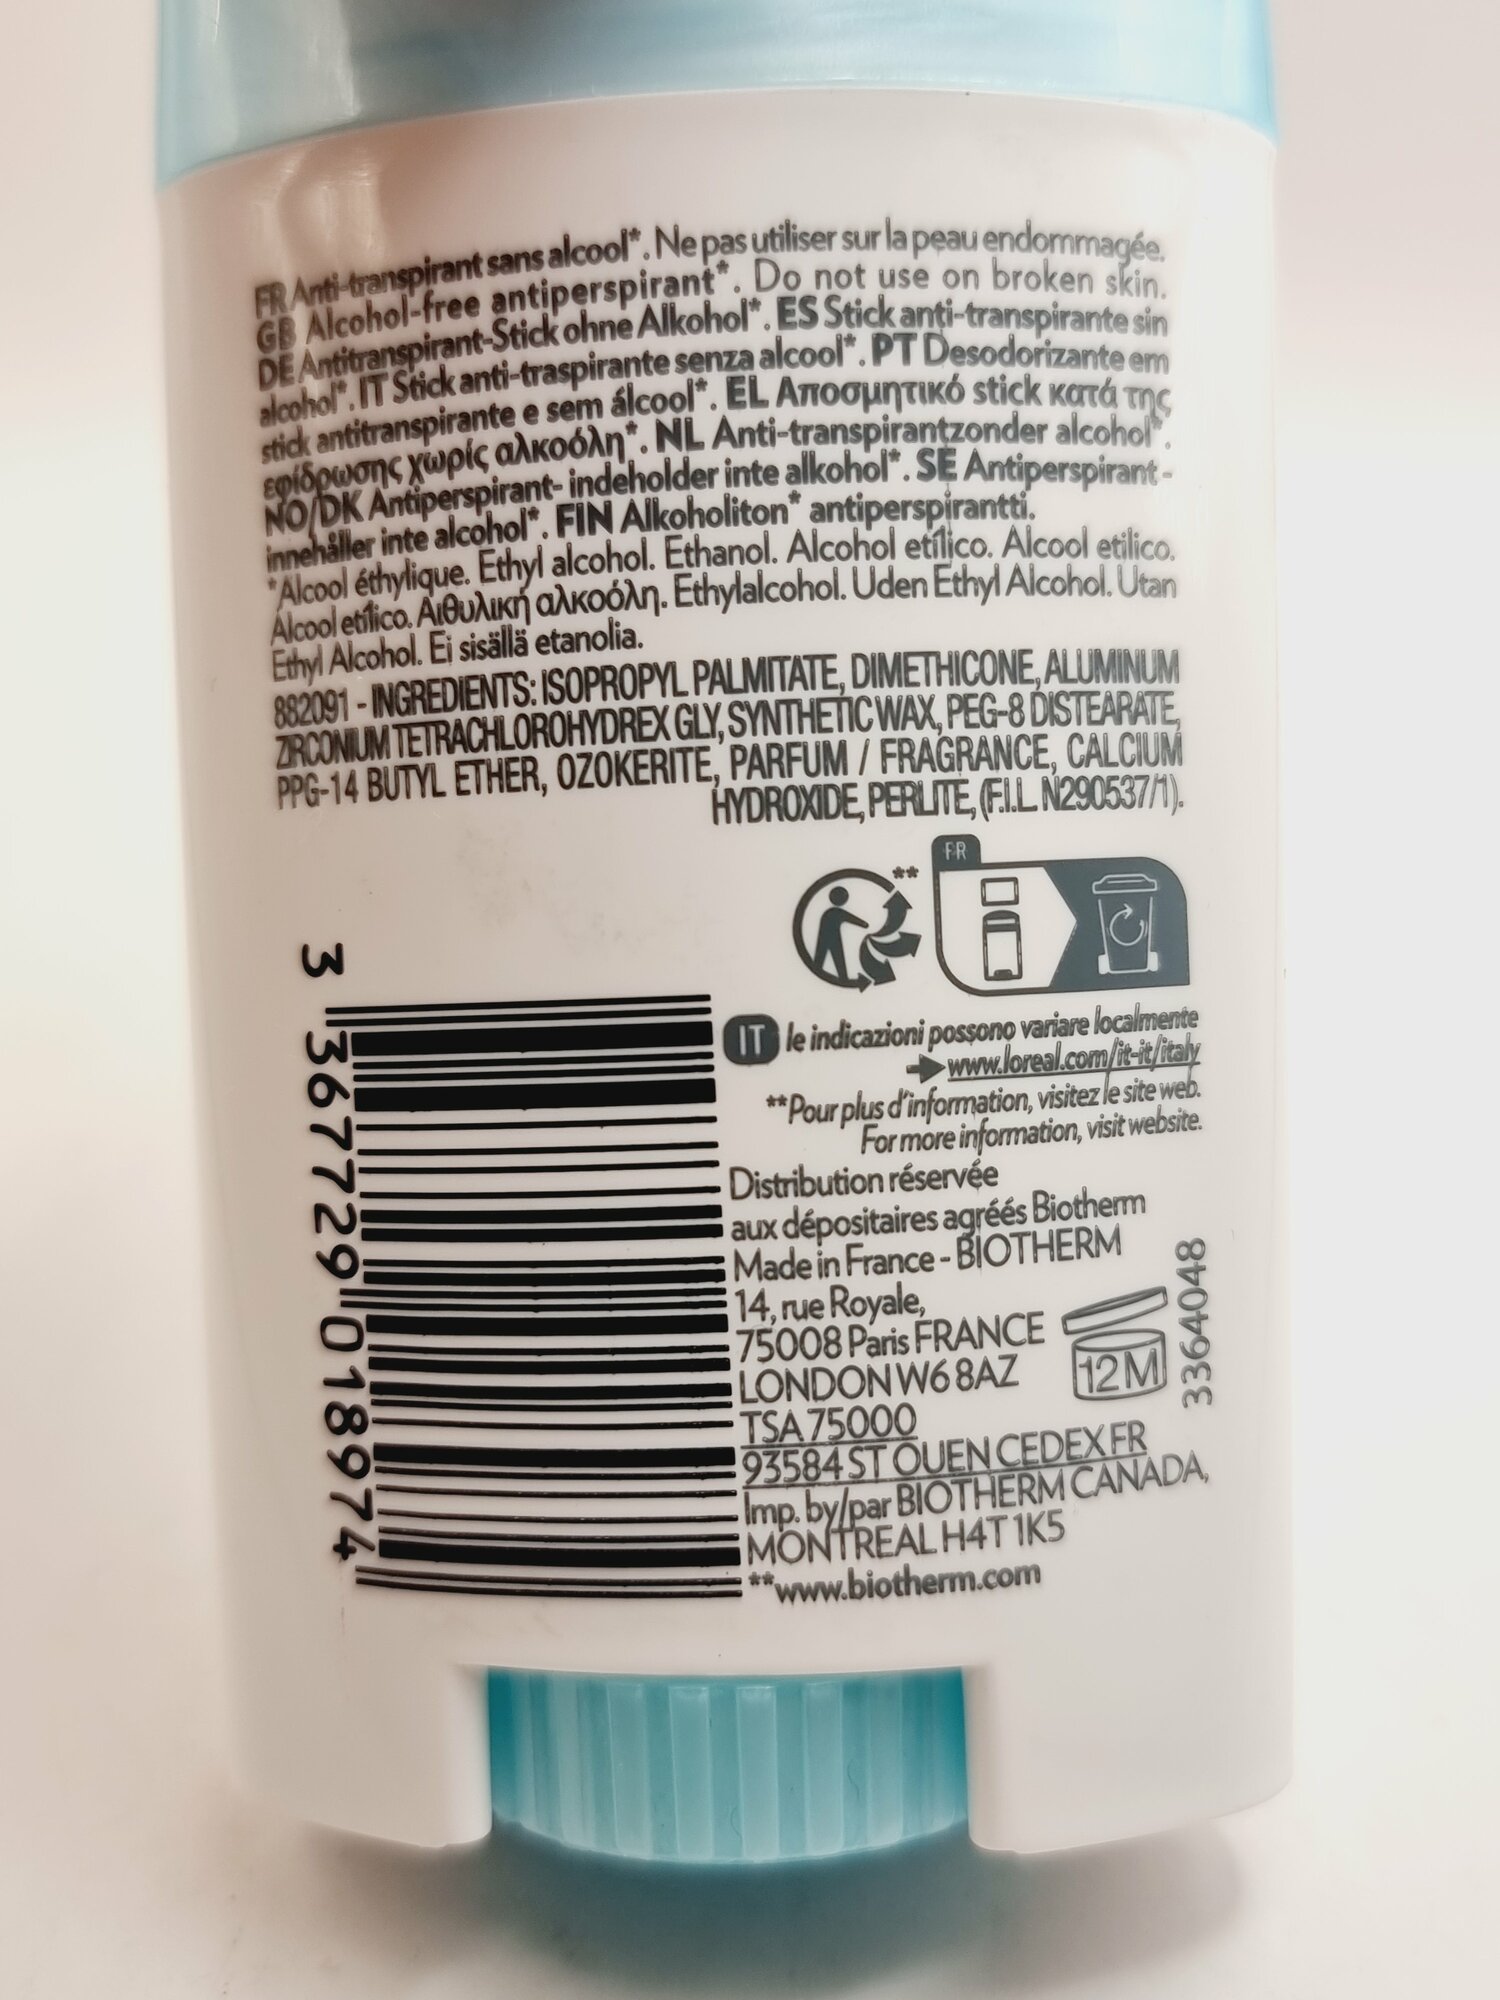 FR Anti-transpirant sans alcool*. Ne pas utiliser sur la peau endommagée.
GB Alcohol-free antiperspirant*. Do not use on broken skin.
DE Antitranspirant-Stick ohne Alkohol*. ES Stick anti-transpirante sin
alcohol*. IT Stick anti-traspirante senza alcool*. PT Desodorizante em
stick antitranspirante e sem álcool*. EL Αποσμητικό stick κατά της
εφίδρωσης χωρίς αλκοόλη*. NL Anti-transpirantzonder alcohol*.
NO/DK Antiperspirant- indeholder inte alkohol*. SE Antiperspirant-
innehåller inte alcohol*. FIN Alkoholiton* antiperspirantti.
*Alcool éthylique. Ethyl alcohol. Ethanol. Alcohol etílico. Alcool etilico.
Álcool etílico. Αιθυλική αλκοόλη. Ethylalcohol. Uden Ethyl Alcohol. Utan
Ethyl Alcohol. Ei sisällä etanolia.
882091 - INGREDIENTS: ISOPROPYL PALMITATE, DIMETHICONE, ALUMINUM
ZIRCONIUM TETRACHLOROHYDREX GLY, SYNTHETIC WAX, PEG-8 DISTEARATE,
PPG-14 BUTYL ETHER, OZOKERITE, PARFUM / FRAGRANCE, CALCIUM
HYDROXIDE, PERLITE, (F.I.L. N290537/1).
**
FR
IT le indicazioni possono variare localmente
www.loreal.com/it-it/italy
**Pour plus d'information, visitez le site web.
For more information, visit website.
Distribution réservée
aux dépositaires agréés Biotherm
Made in France - BIOTHERM
14, rue Royale,
75008 Paris FRANCE
LONDON W6 8AZ
TSA 75000
93584 ST OUEN CEDEX FR
Imp. by/par BIOTHERM CANADA,
MONTREAL H4T 1K5
**www.biotherm.com
12 M
3364048
3 367729 018974